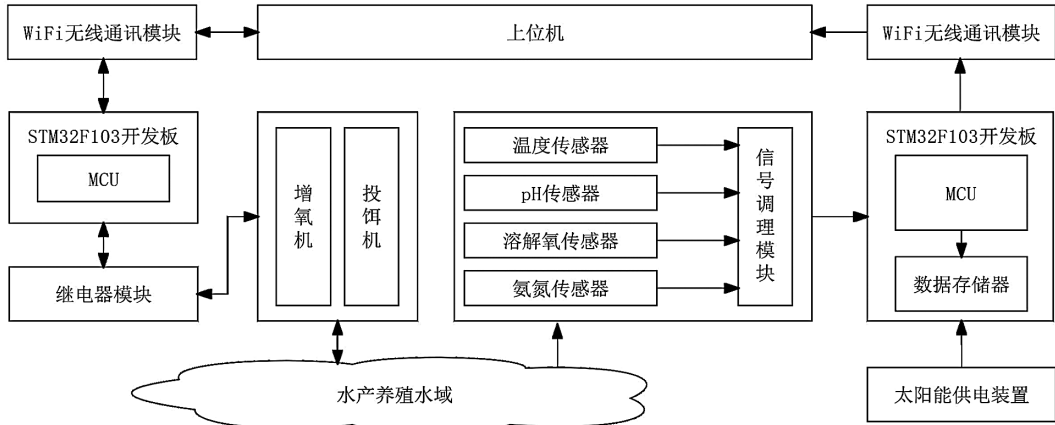 WiFi无线通讯模块
上位机
WiFi无线通讯模块
STM32F103开发板
MCU
继电器模块
增氧机
投饵机
温度传感器
pH传感器
溶解氧传感器
氨氮传感器
信号调理模块
STM32F103开发板
MCU
数据存储器
水产养殖水域
太阳能供电装置